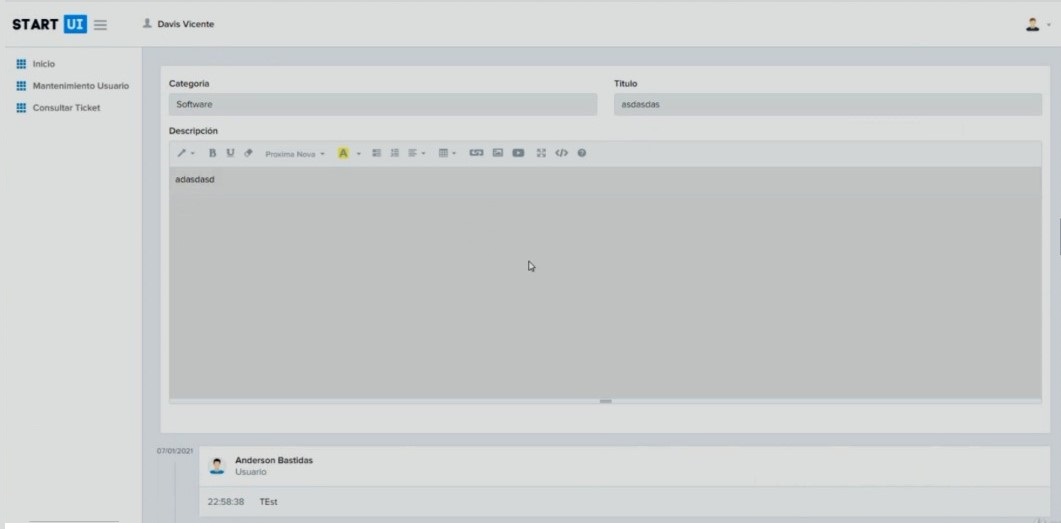 START UI
Davis Vicente
Inicio
Mantenimiento Usuario
Consultar Ticket
Categoria
Titulo
Software
asdasdas
Descripción
B U Proxima Nova A
adasdasd
07/01/2021
Anderson Bastidas
Usuario
22:58:38 TEst